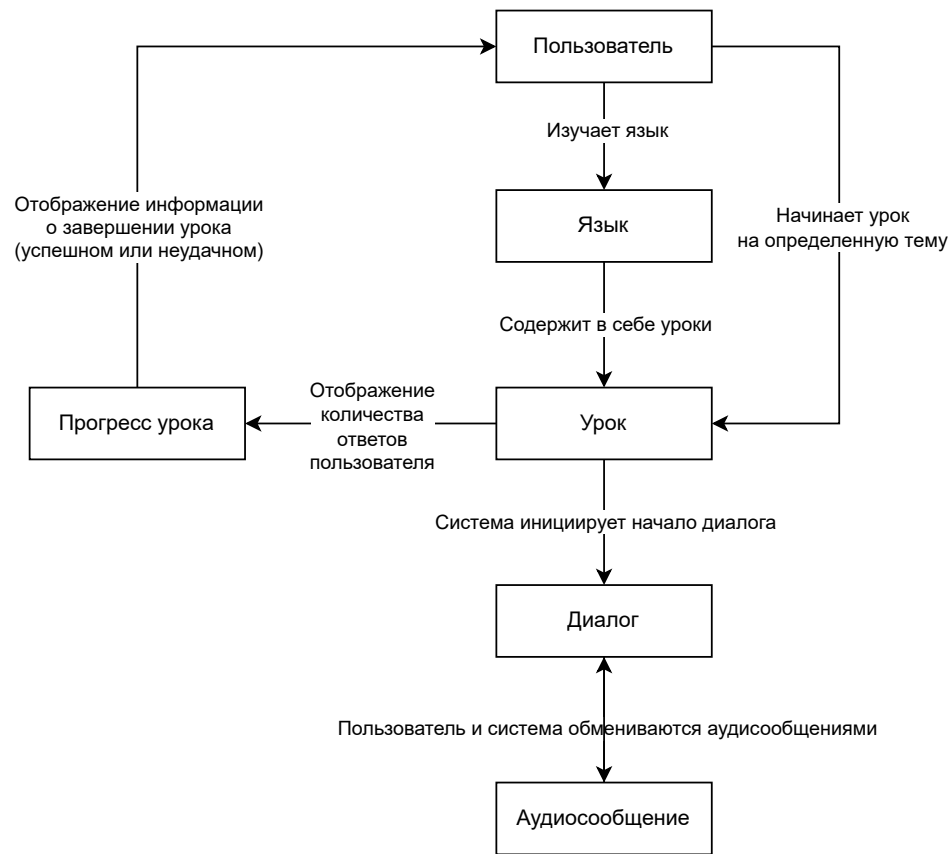 Пользователь
Изучает язык
Отображение информации
о завершении урока
(успешном или неудачном)
Язык
Начинает урок
на определенную тему
Содержит в себе уроки
Прогресс урока
Отображение
количества
ответов
пользователя
Урок
Система инициирует начало диалога
Диалог
Пользователь и система обмениваются аудисообщениями
Аудиосообщение